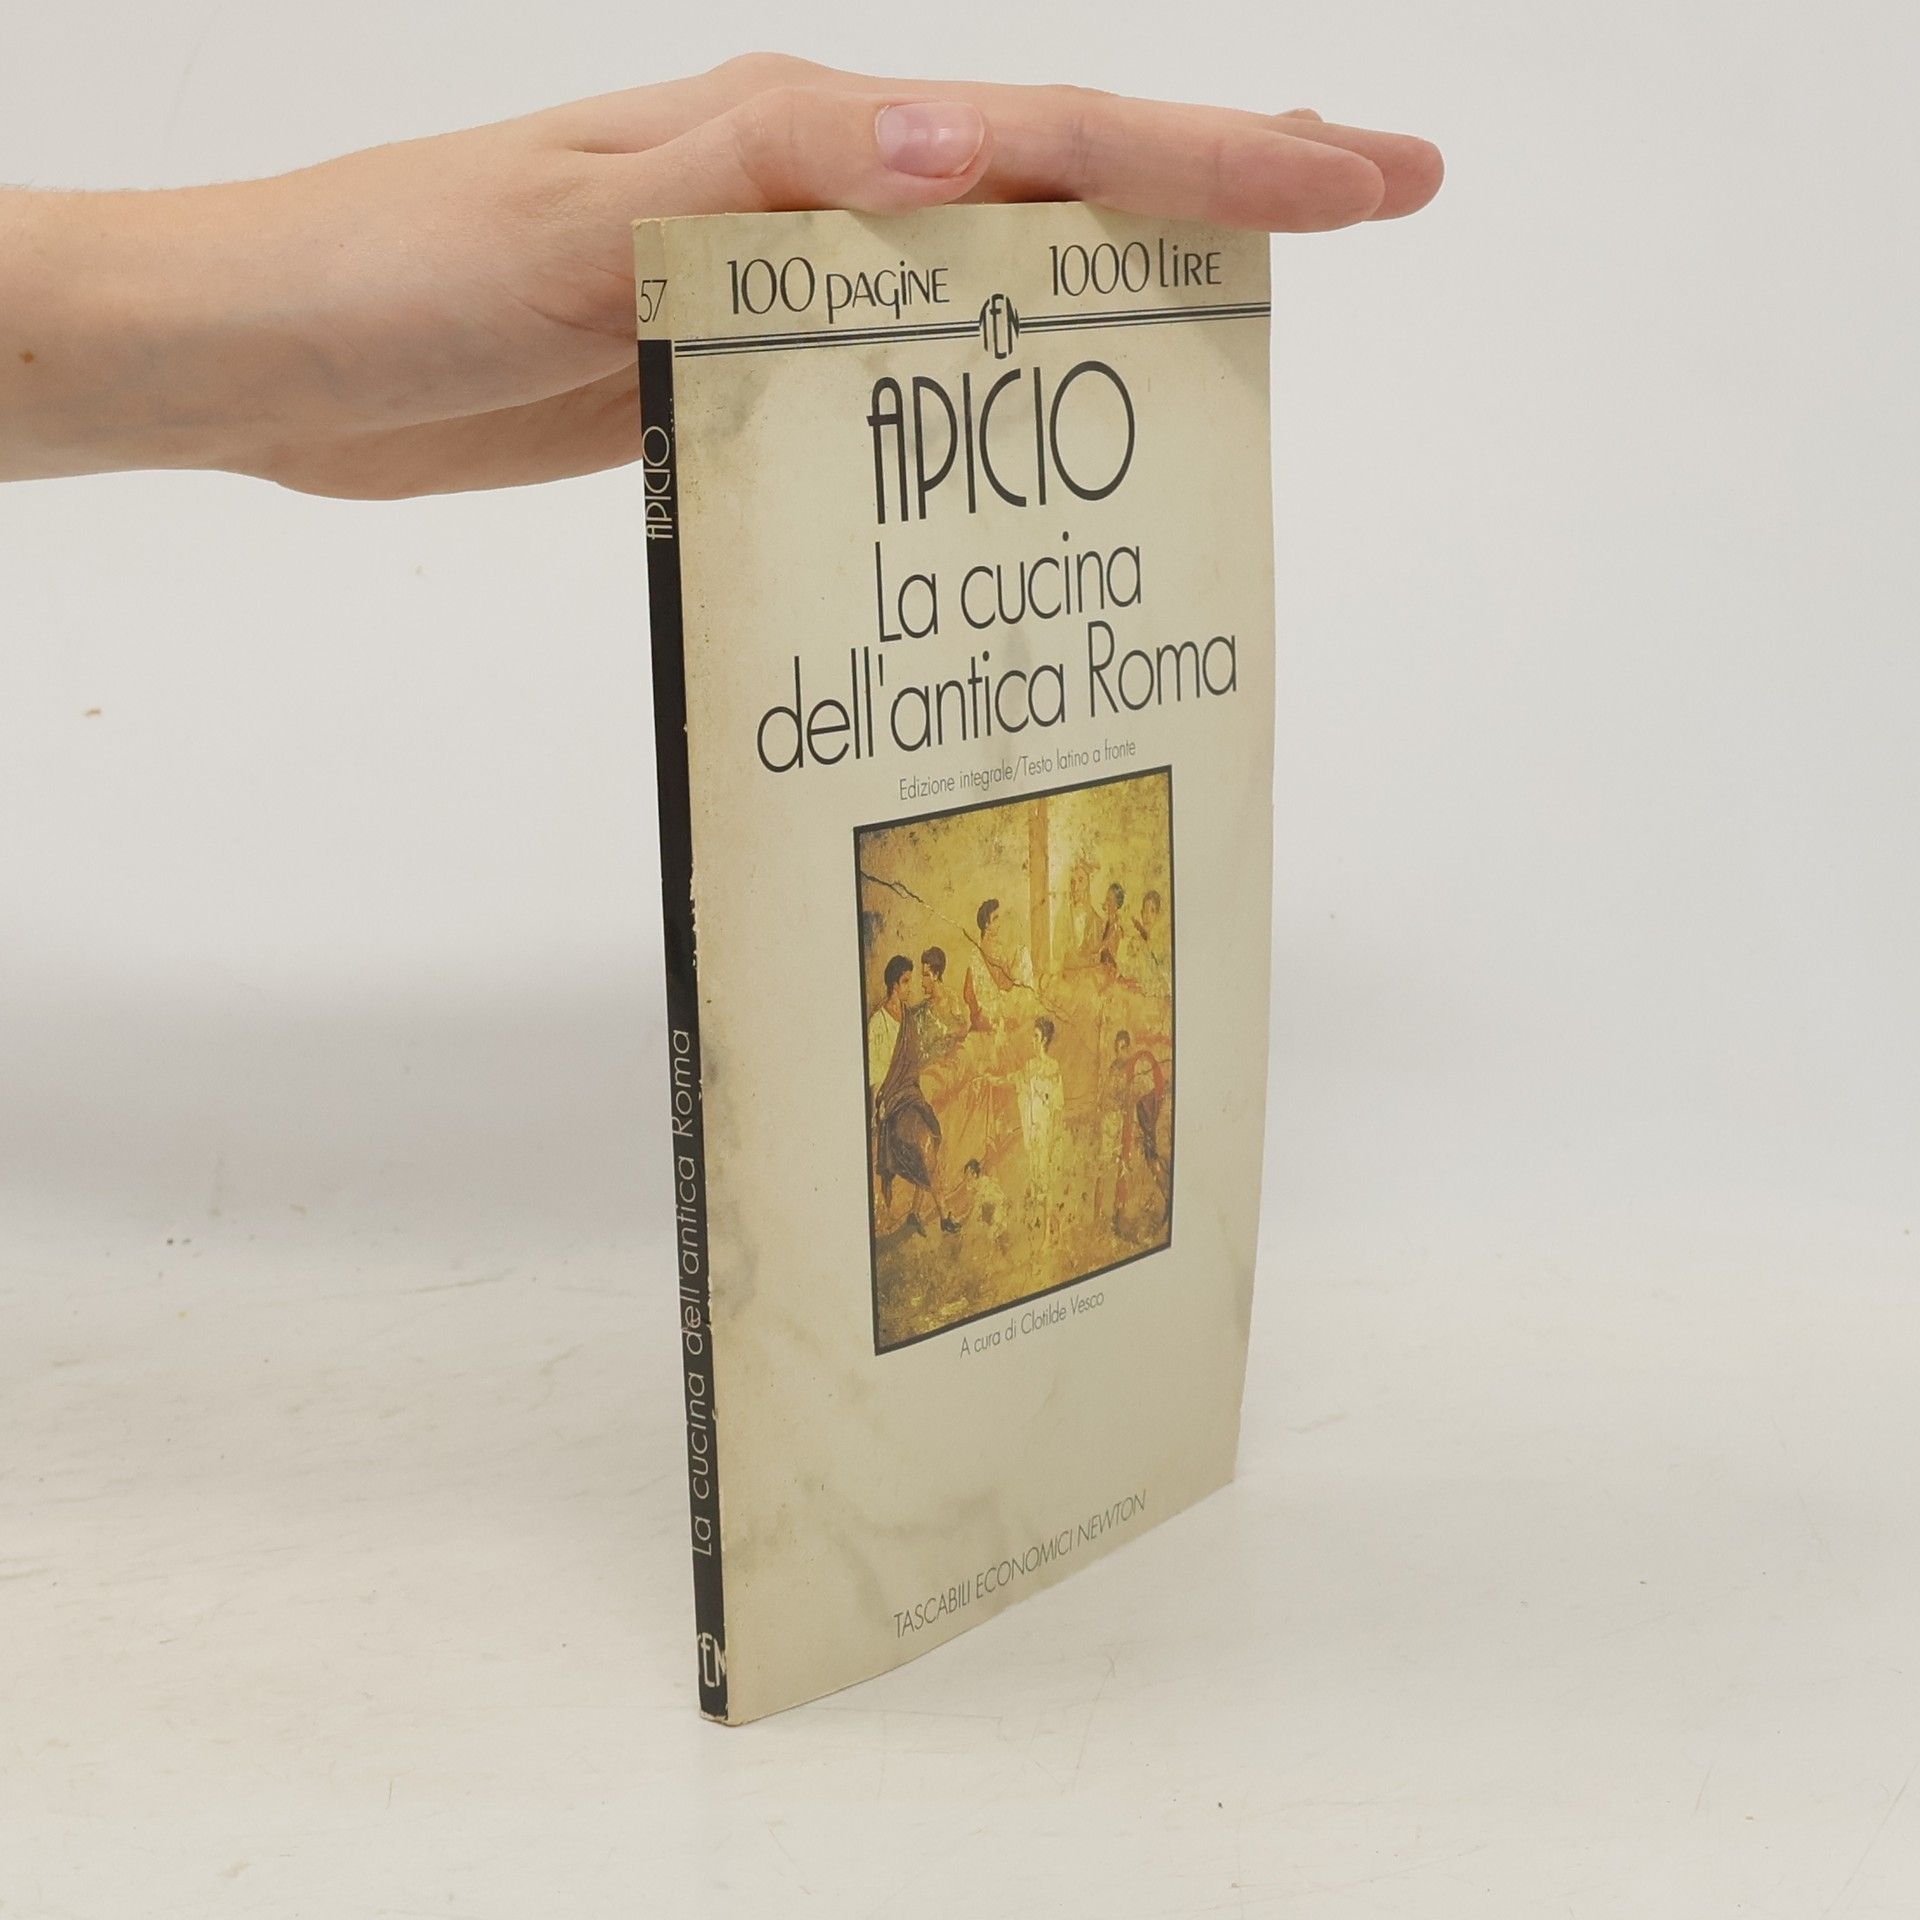 100 PAGiNE 1000 liRE
TEN
APICIO
La cucina
dell'antica Roma
Edizione integrale/Testo latino a fronte
A cura di Clotilde Vesco
TASCABILI ECONOMICI NEWTON
57
APICIO
La cucina dell'antica Roma
TEN